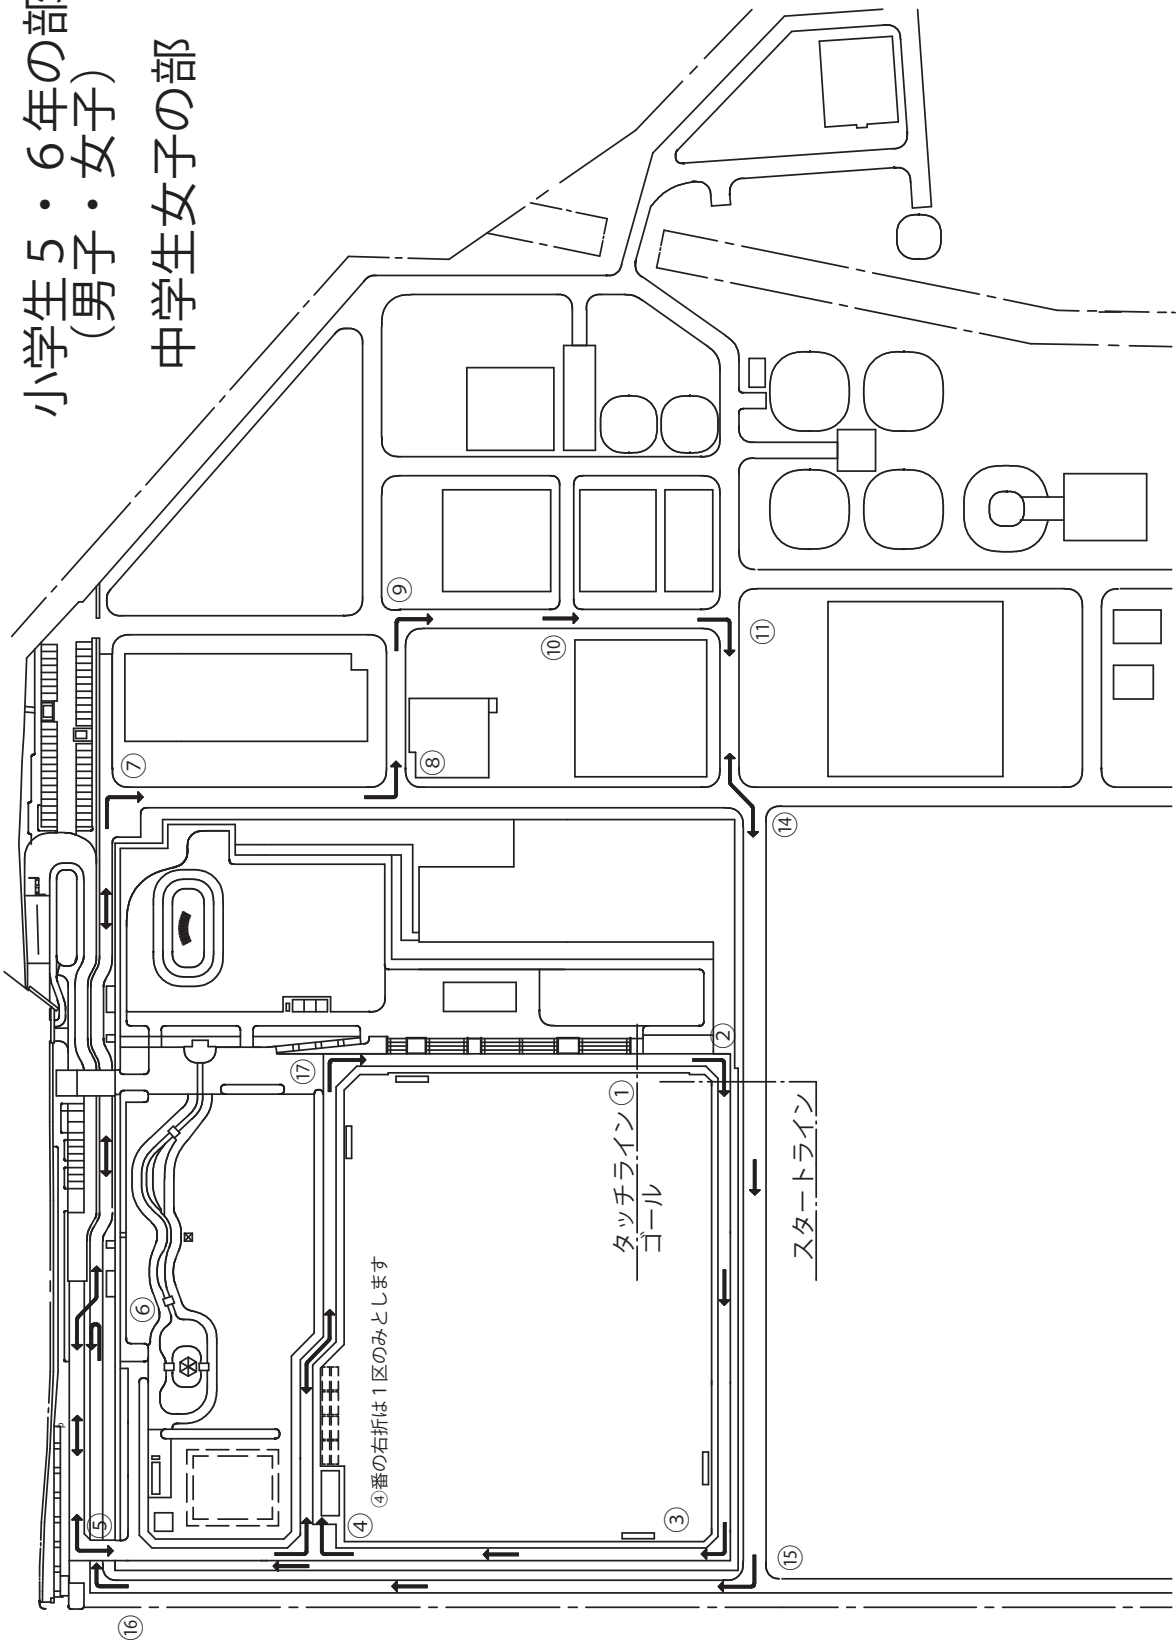 小学生５・６年の部
（男子・女子）
中学生女子の部
⑦
⑧
⑨
⑩
⑪
⑭
②
⑰
①
タッチライン
ゴール
スタートライン
④番の右折は１区のみとします
⑥
④
③
⑤
⑮
⑯